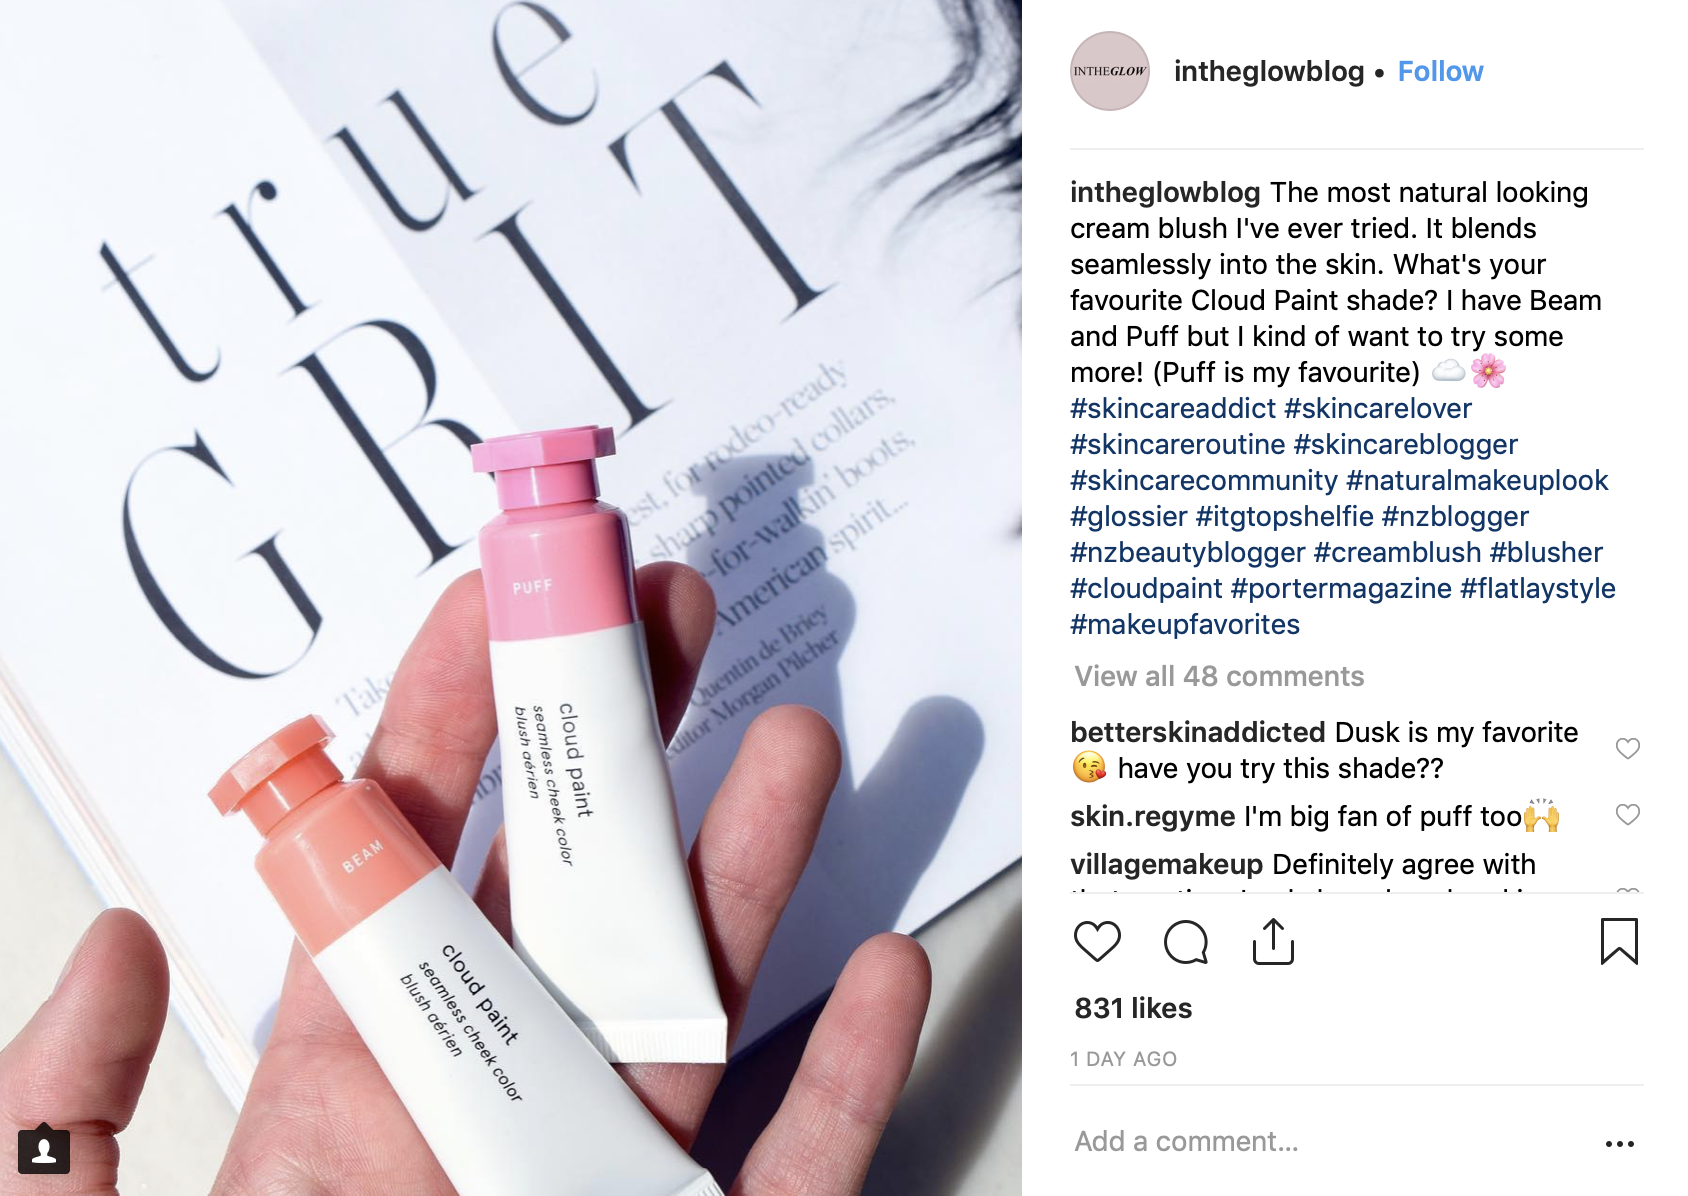 true
GRIT
est, for rodeo-ready
sharp pointed collars,
-for-walkin' boots,
American spirit...
Quentin de Briey
Morgan Pilcher
Take
PUFF
cloud paint
seamless cheek color
blush aérien
BEAM
cloud paint
seamless cheek color
blush aérien
INTHEGLOW
intheglowblog • Follow
intheglowblog The most natural looking
cream blush I've ever tried. It blends
seamlessly into the skin. What's your
favourite Cloud Paint shade? I have Beam
and Puff but I kind of want to try some
more! (Puff is my favourite) ☁️🌸
#skincareaddict #skincarelover
#skincareroutine #skincareblogger
#skincarecommunity #naturalmakeuplook
#glossier #itgtopshelfie #nzblogger
#nzbeautyblogger #creamblush #blusher
#cloudpaint #portermagazine #flatlaystyle
#makeupfavorites
View all 48 comments
betterskinaddicted Dusk is my favorite
😘 have you try this shade??
skin.regyme I'm big fan of puff too🙌
villagemakeup Definitely agree with
831 likes
1 DAY AGO
Add a comment...